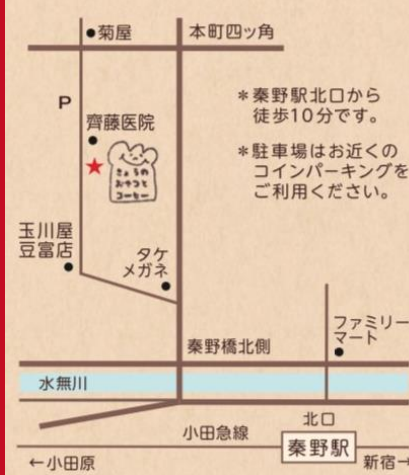 菊屋
本町四ツ角
P
*秦野駅北口から
徒歩10分です。
齊藤医院
*駐車場はお近くの
コインパーキングを
ご利用ください。
きょうの
おやつと
コーヒー
玉川屋
豆富店
タケ
メガネ
ファミリー
マート
秦野橋北側
水無川
北口
小田急線
秦野駅
←小田原
新宿→